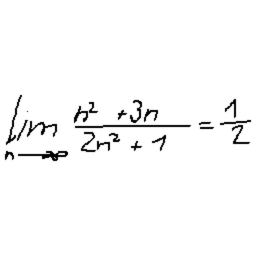 lim n→∞ (n² + 3n)/(2n² + 1) = 1/2